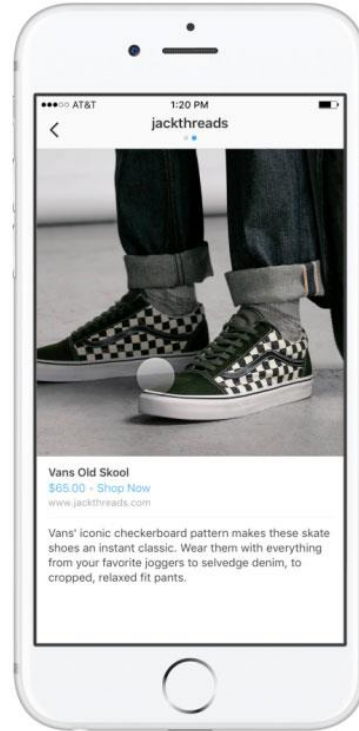 AT&T 1:20 PM
jackthreads
Vans Old Skool
$65.00 - Shop Now
www.jackthreads.com
Vans' iconic checkerboard pattern makes these skate
shoes an instant classic. Wear them with everything
from your favorite joggers to selvedge denim, to
cropped, relaxed fit pants.